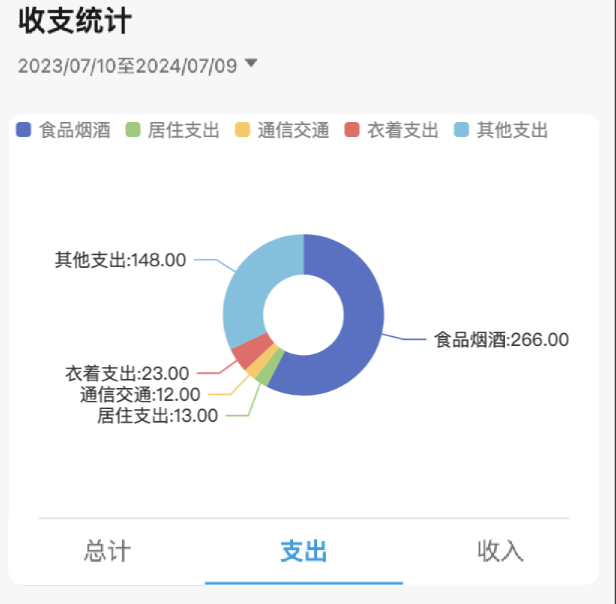 收支统计
2023/07/10至2024/07/09
食品烟酒 居住支出 通信交通 衣着支出 其他支出
其他支出:148.00
食品烟酒:266.00
衣着支出:23.00
通信交通:12.00
居住支出:13.00
总计 支出 收入